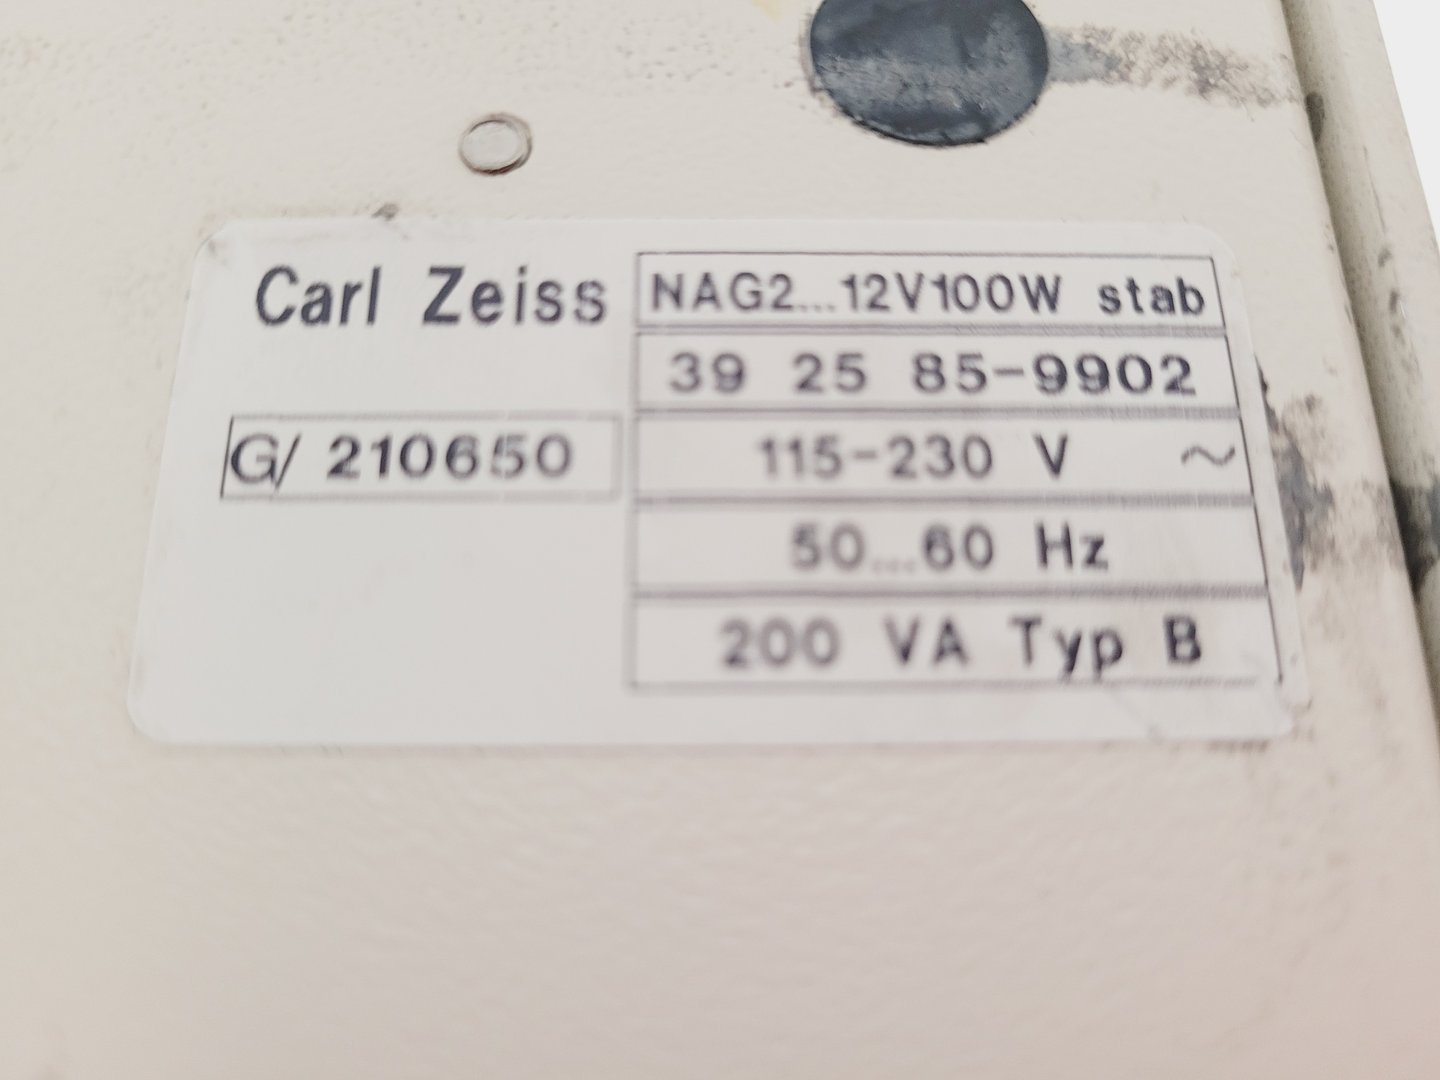 Carl Zeiss
NAG2...12V100W stab
39 25 85-9902
G/ 210650
115-230 V ~
50...60 Hz
200 VA Typ B